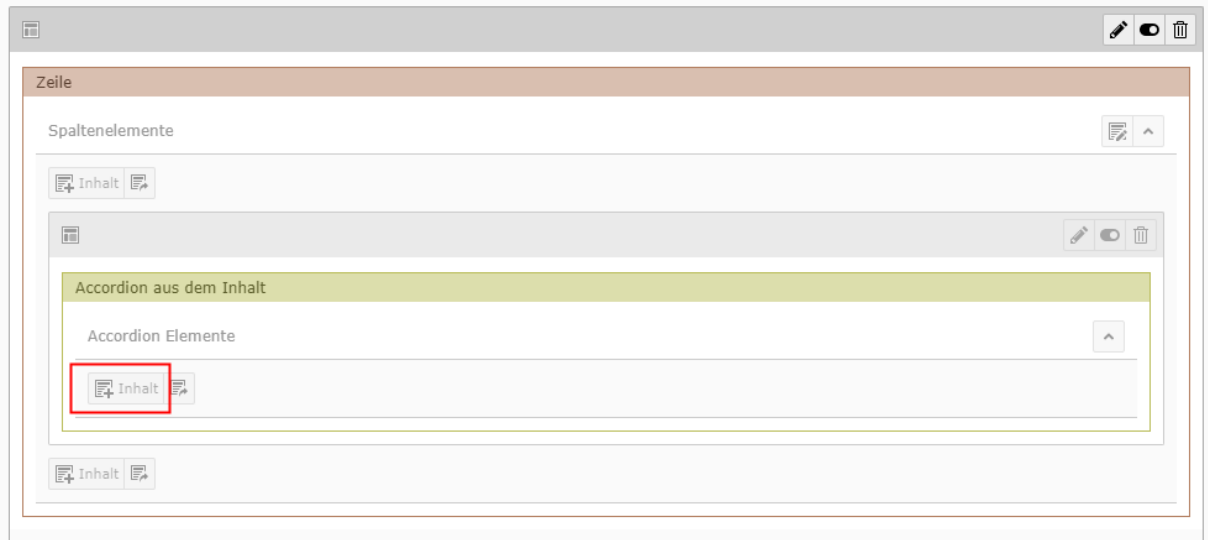 Zeile
Spaltenelemente
Inhalt
Accordion aus dem Inhalt
Accordion Elemente
Inhalt
Inhalt